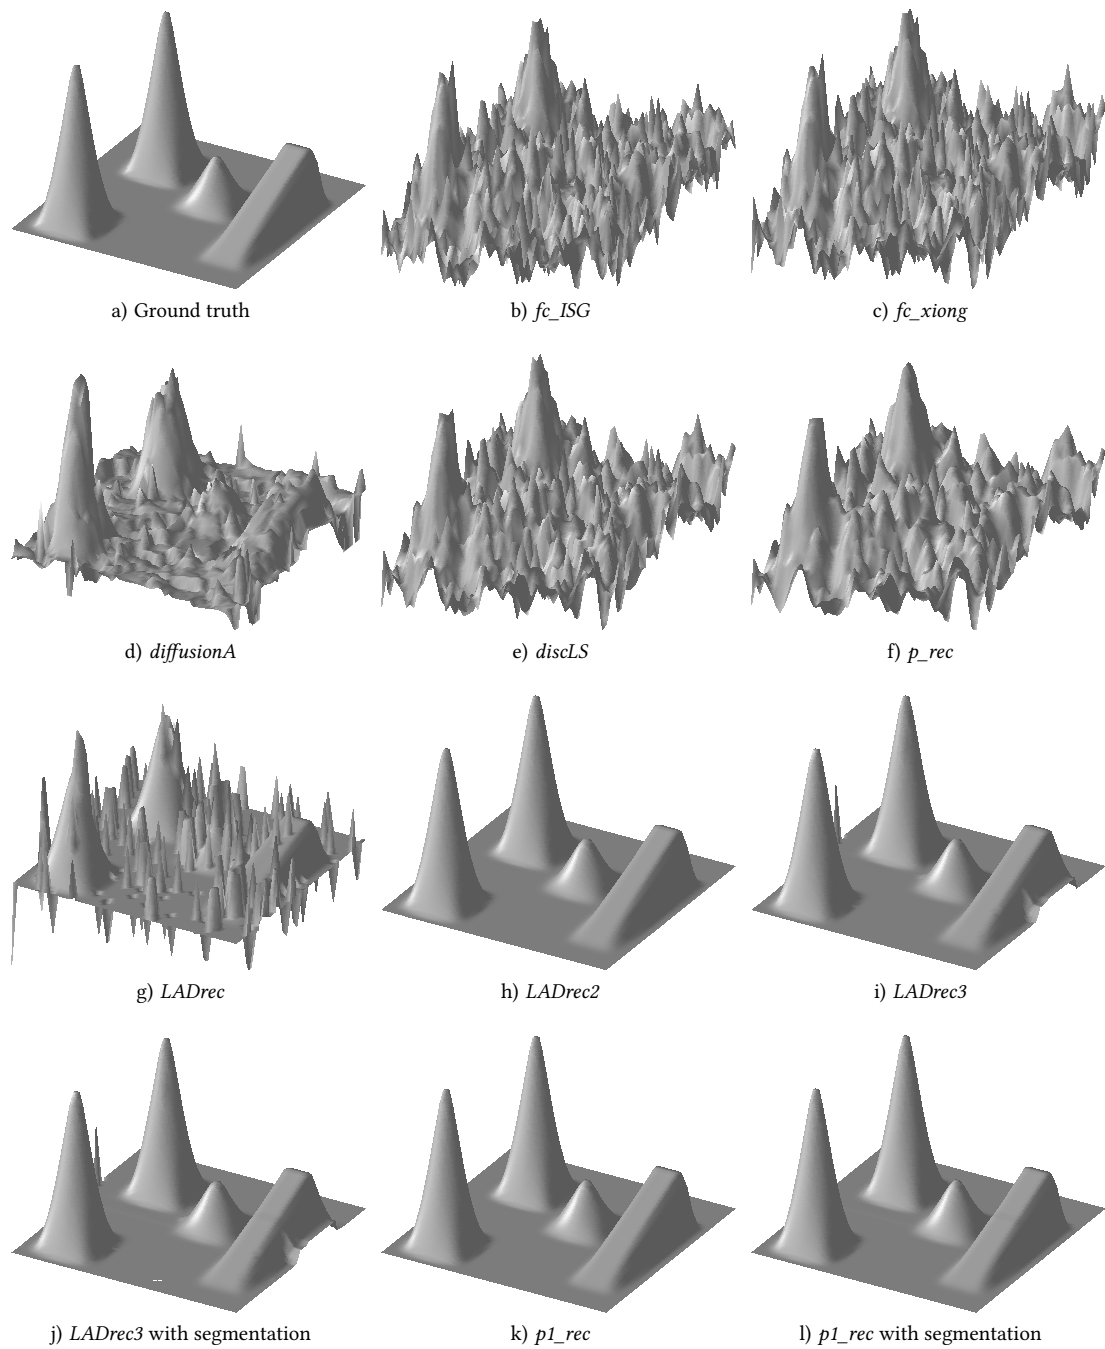 a) Ground truth
b) fc_ISG
c) fc_xiong
d) diffusionA
e) discLS
f) p_rec
g) LADrec
h) LADrec2
i) LADrec3
j) LADrec3 with segmentation
k) p1_rec
l) p1_rec with segmentation